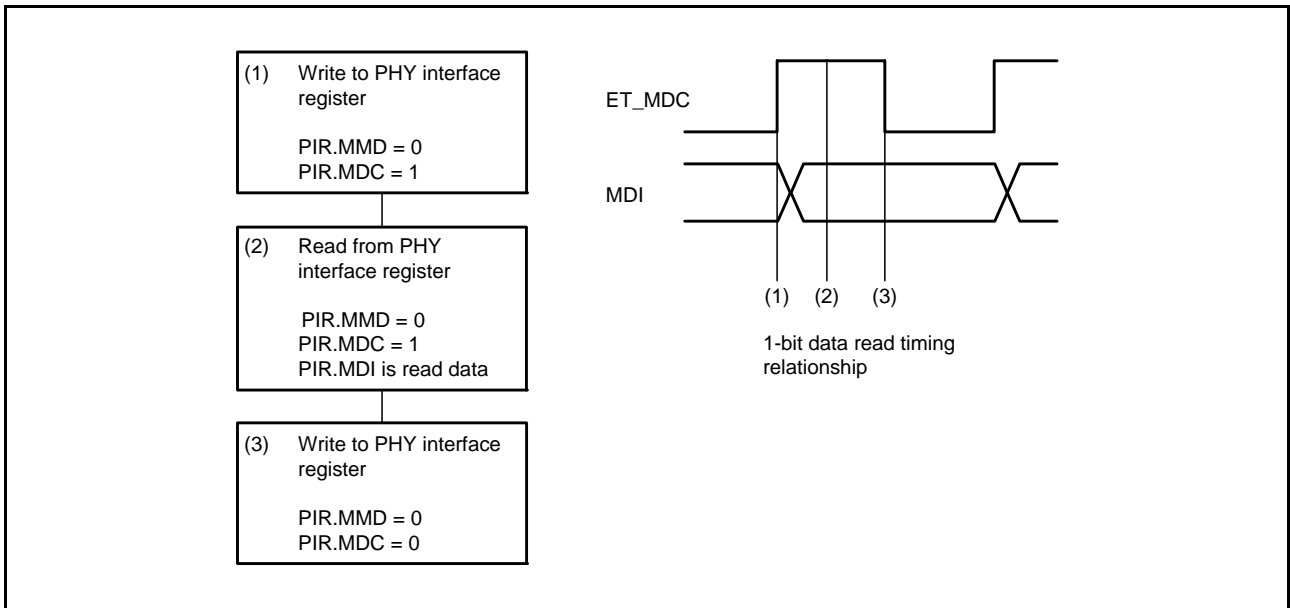 (1) Write to PHY interface
register
PIR.MMD = 0
PIR.MDC = 1
(2) Read from PHY
interface register
PIR.MMD = 0
PIR.MDC = 1
PIR.MDI is read data
(3) Write to PHY interface
register
PIR.MMD = 0
PIR.MDC = 0
ET_MDC
MDI
(1) (2) (3)
1-bit data read timing
relationship